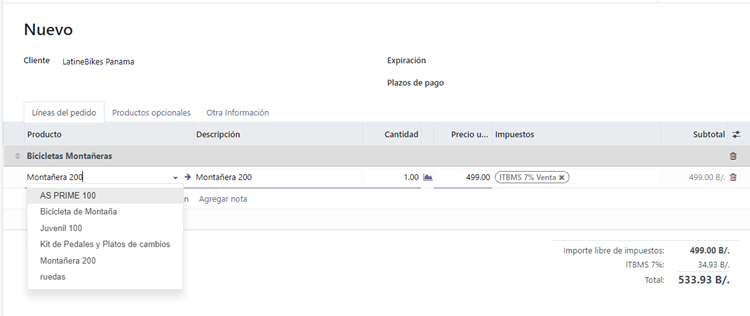 Nuevo
Cliente LatineBikes Panama Expiración
Plazos de pago
Líneas del pedido Productos opcionales Otra Información
Producto Descripción Cantidad Precio u... Impuestos Subtotal
Bicicletas Montañeras
Montañera 200 Montañera 200 1.00 499.00 ITBMS 7% Venta 499.00 B/.
AS PRIME 100
Agregar nota
Bicicleta de Montaña
Juvenil 100
Kit de Pedales y Platos de cambios
Montañera 200
ruedas
Importe libre de impuestos: 499.00 B/.
ITBMS 7%: 34.93 B/.
Total: 533.93 B/.